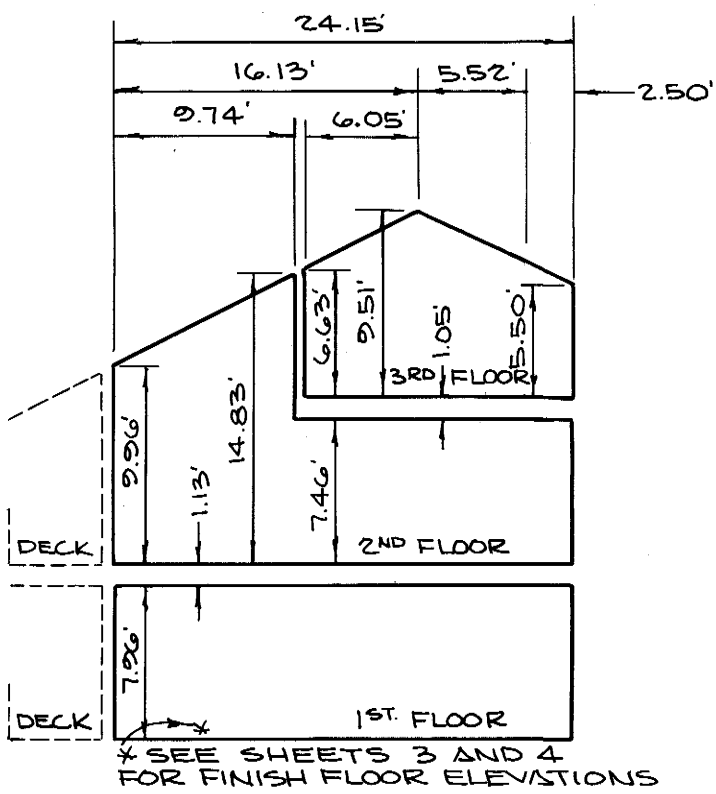 24.15'
16.13'
5.52'
2.50'
9.74'
6.05'
6.63'
9.51'
1.05'
5.50'
3RD FLOOR
9.96'
14.83'
1.13'
7.46'
DECK
2ND FLOOR
7.96'
DECK
1ST. FLOOR
*
* SEE SHEETS 3 AND 4
FOR FINISH FLOOR ELEVATIONS